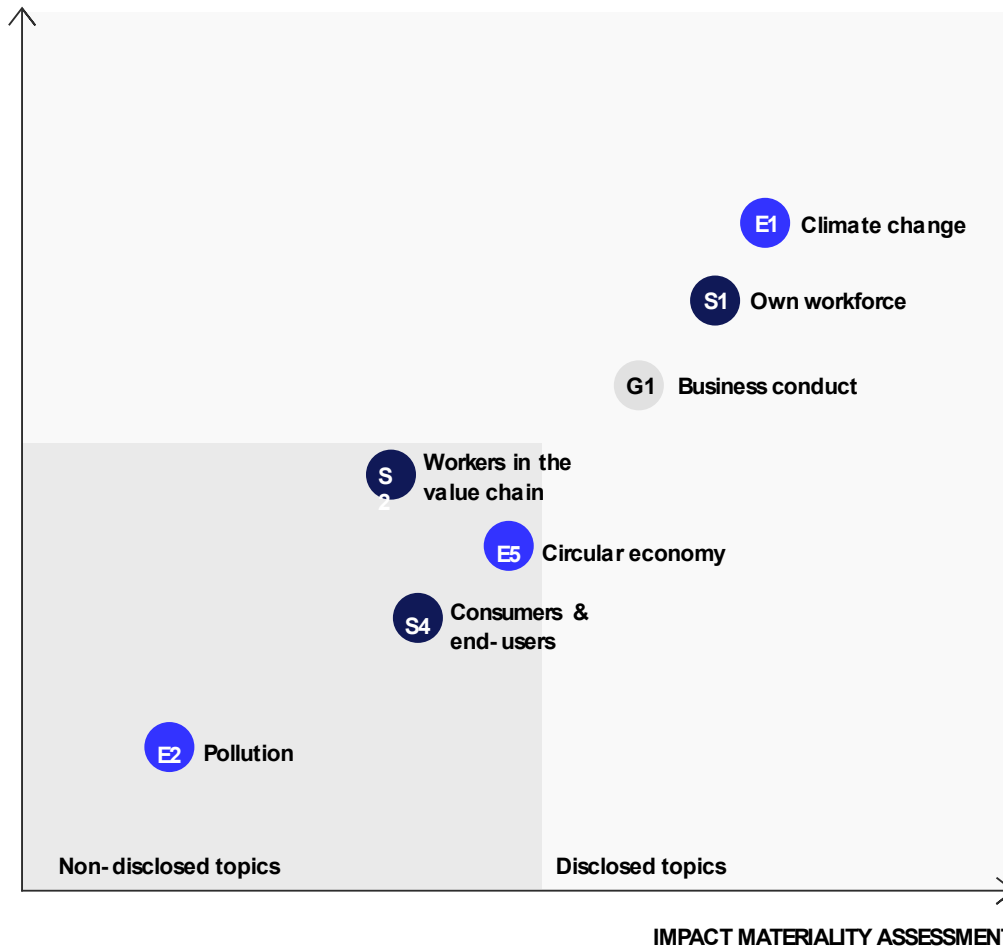 E1 Climate change
S1 Own workforce
G1 Business conduct
S
2
Workers in the
value chain
E5 Circular economy
S4
Consumers &
end-users
E2 Pollution
Non-disclosed topics
Disclosed topics
IMPACT MATERIALITY ASSESSMENT